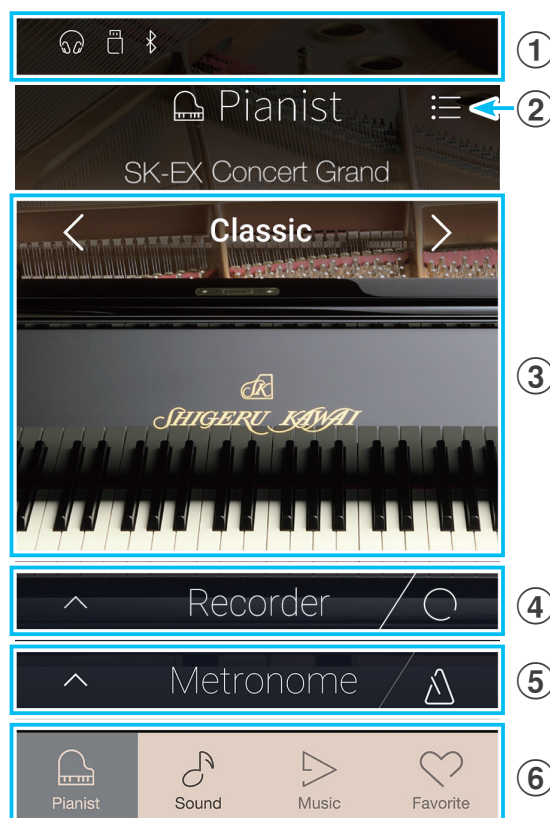 ①
Pianist
②
SK-EX Concert Grand
Classic
SK
SHIGERU KAWAI
③
Recorder
④
Metronome
⑤
Pianist Sound Music Favorite
⑥